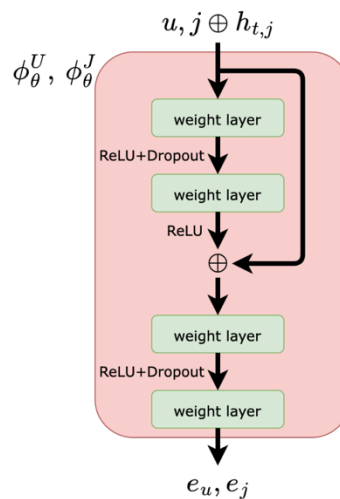 u, j ⊕ h_{t,j}
ϕ_θ^U, ϕ_θ^J
weight layer
ReLU+Dropout
weight layer
ReLU
⊕
weight layer
ReLU+Dropout
weight layer
e_u, e_j